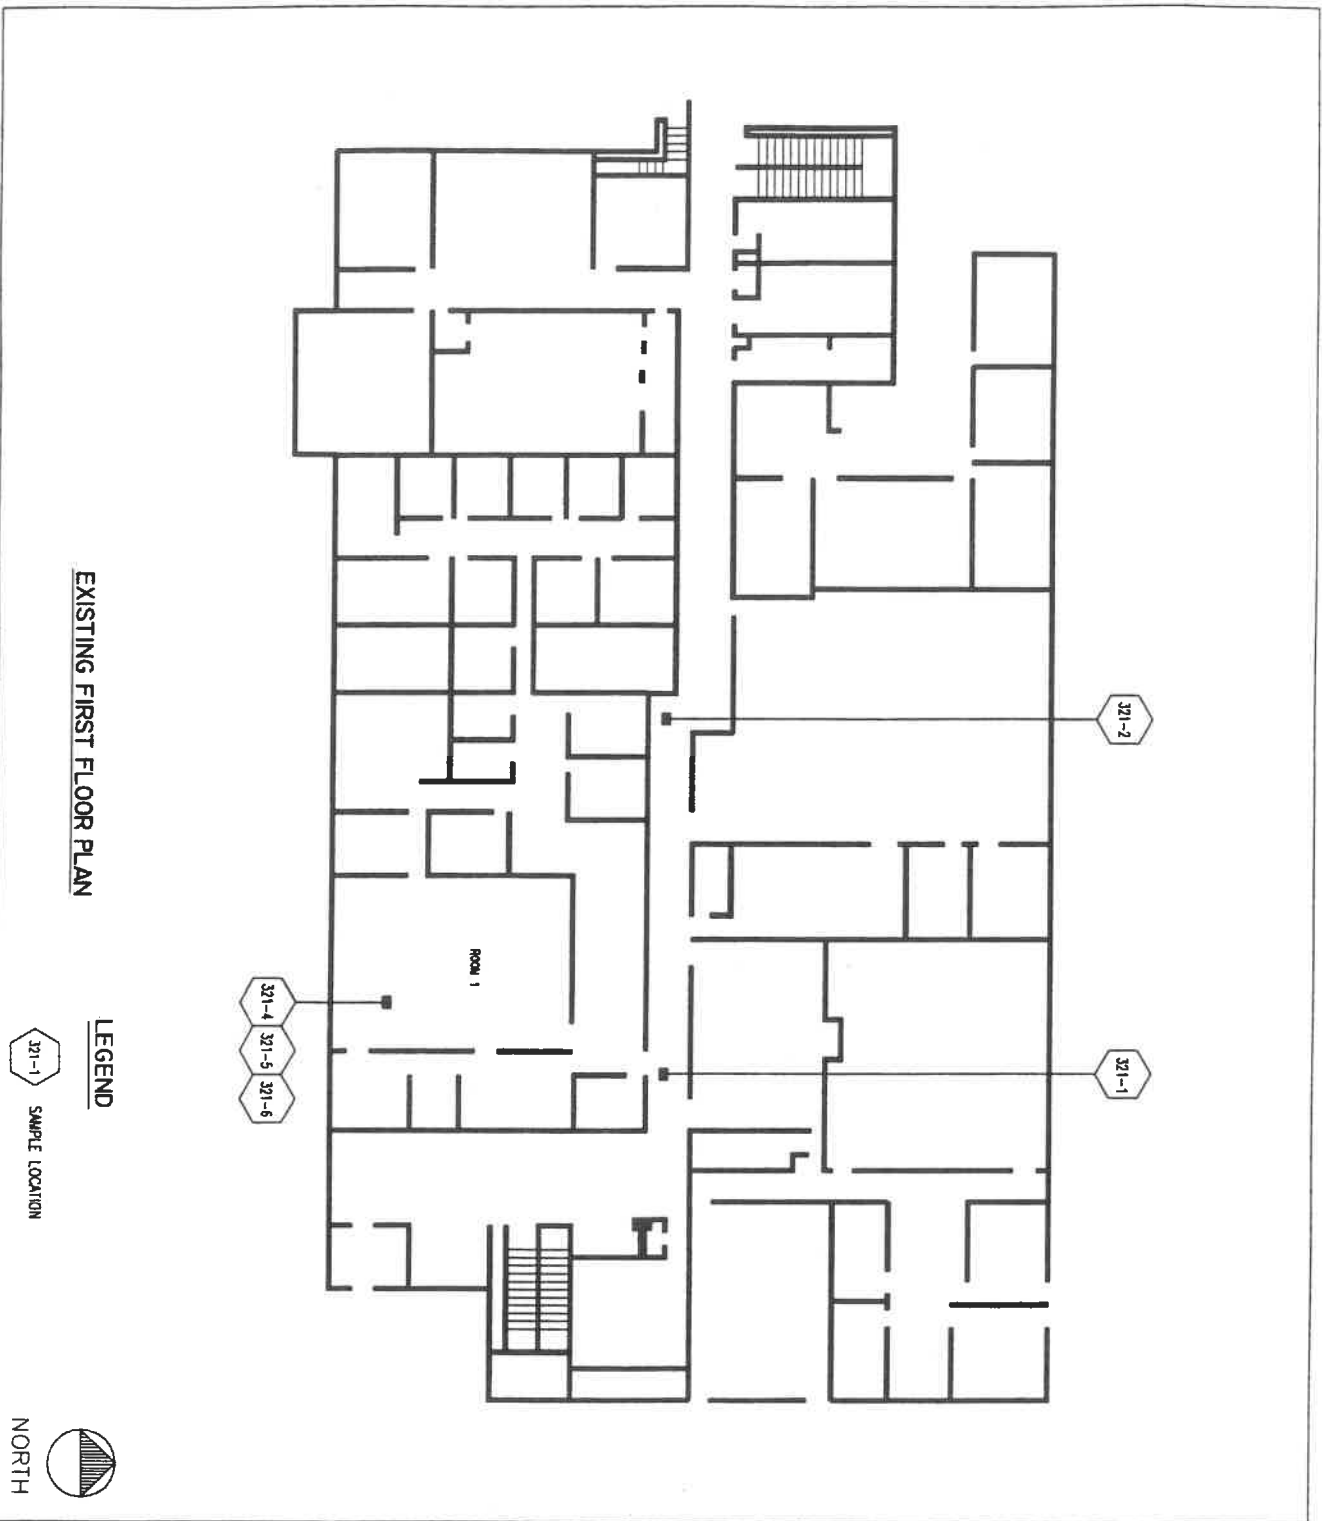 321-2
321-1
ROOM 1
321-4
321-5
321-6
EXISTING FIRST FLOOR PLAN
LEGEND
321-1 SAMPLE LOCATION
NORTH